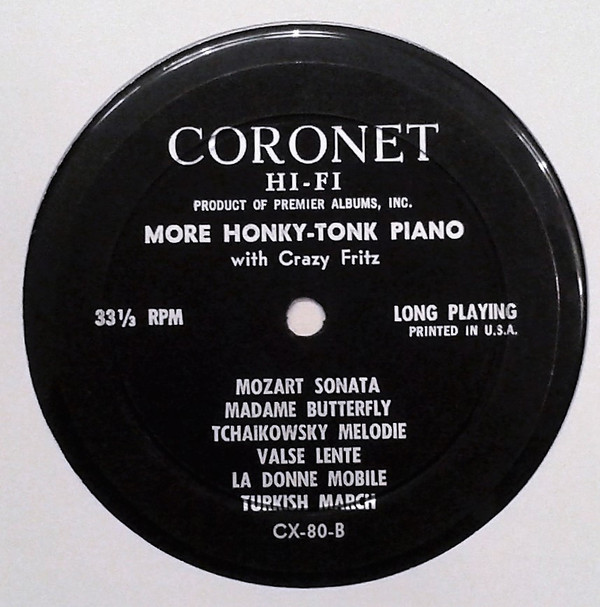 CORONET
HI-FI
PRODUCT OF PREMIER ALBUMS, INC.
MORE HONKY-TONK PIANO
with Crazy Fritz
33⅓ RPM
LONG PLAYING
PRINTED IN U.S.A.
MOZART SONATA
MADAME BUTTERFLY
TCHAIKOWSKY MELODIE
VALSE LENTE
LA DONNE MOBILE
TURKISH MARCH
CX-80-B